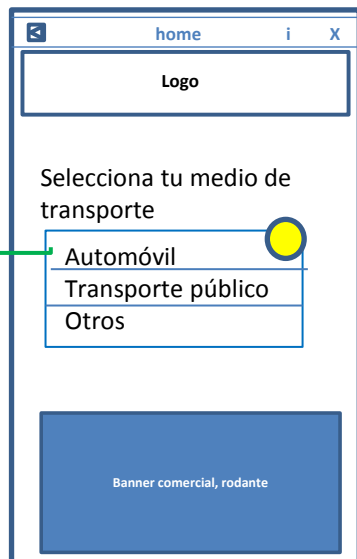 home i X
Logo
Selecciona tu medio de
transporte
Automóvil
Transporte público
Otros
Banner comercial, rodante